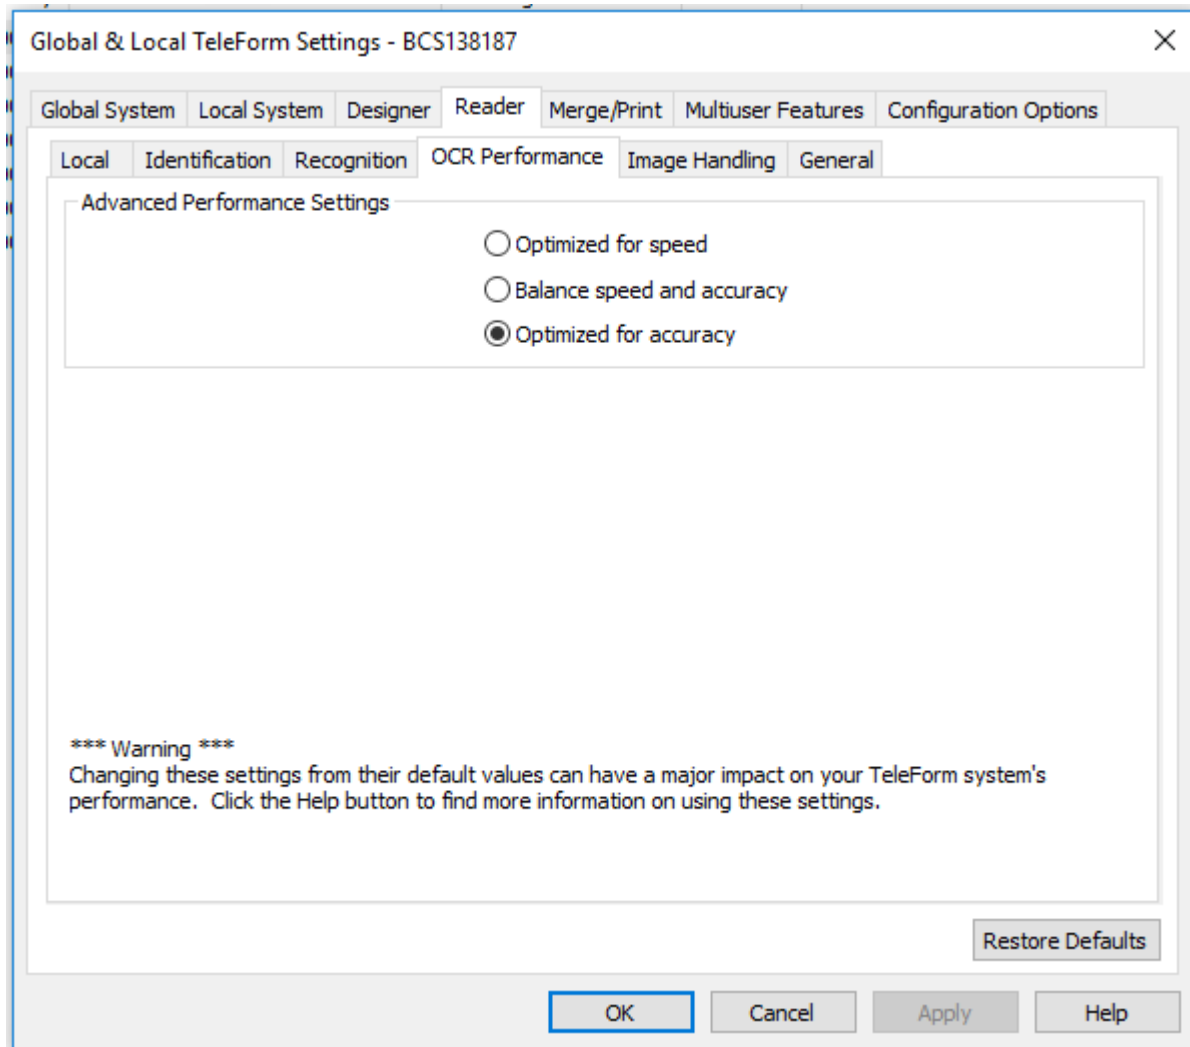 Global & Local TeleForm Settings - BCS138187
Global System Local System Designer Reader Merge/Print Multiuser Features Configuration Options
Local Identification Recognition OCR Performance Image Handling General
Advanced Performance Settings
Optimized for speed
Balance speed and accuracy
Optimized for accuracy
*** Warning ***
Changing these settings from their default values can have a major impact on your TeleForm system's
performance.  Click the Help button to find more information on using these settings.
Restore Defaults
OK Cancel Apply Help